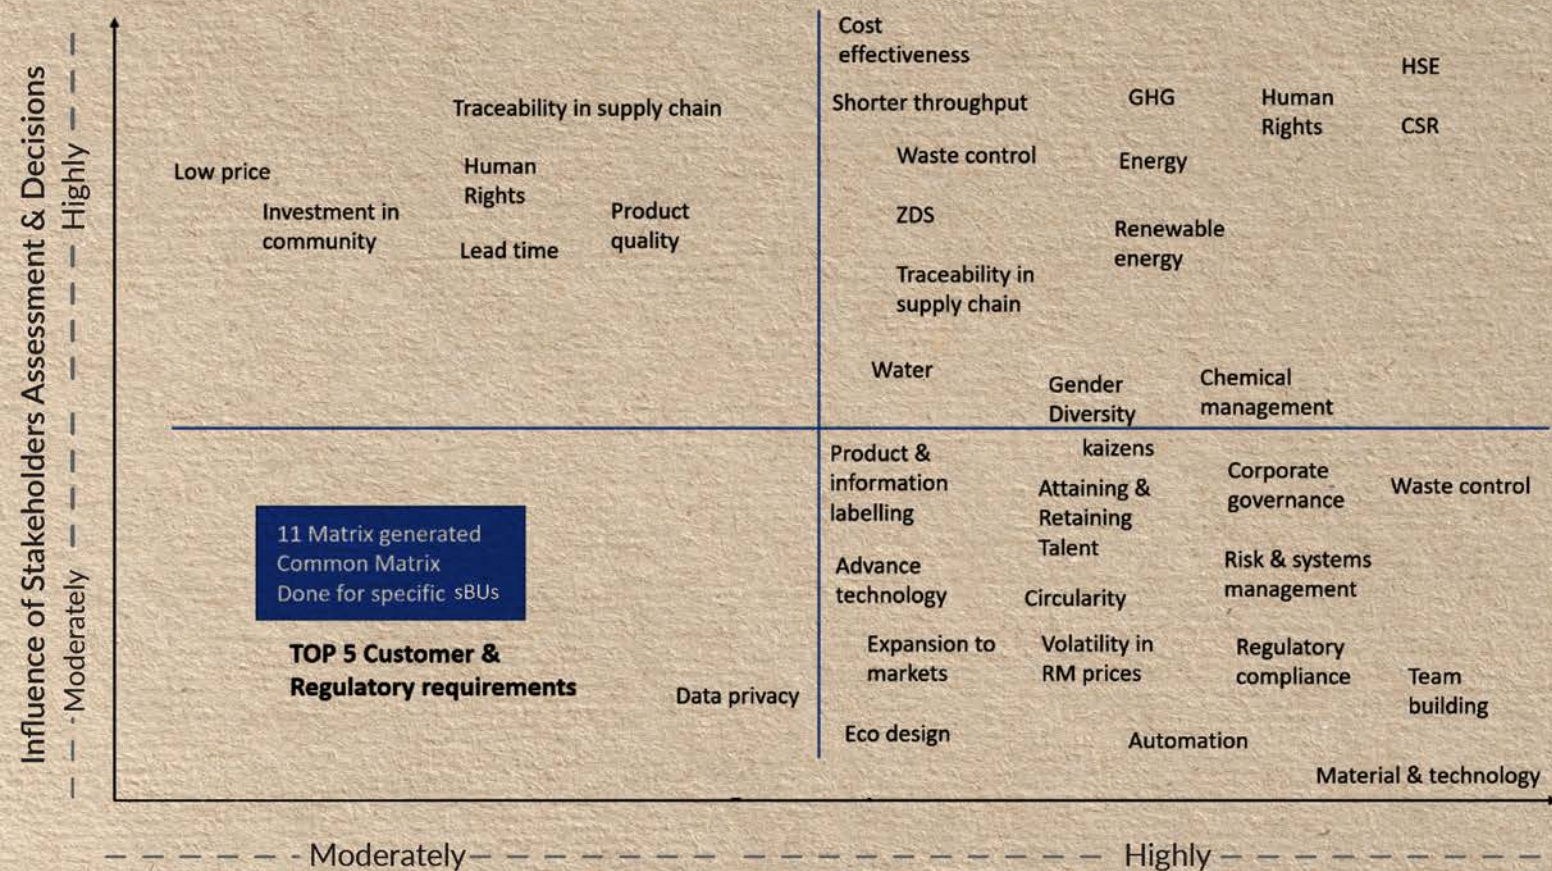 Influence of Stakeholders Assessment & Decisions
Highly
Moderately
Traceability in supply chain
Low price
Human
Rights
Investment in
community
Product
quality
Lead time
Cost
effectiveness
HSE
Shorter throughput
GHG
Human
Rights
CSR
Waste control
Energy
ZDS
Renewable
energy
Traceability in
supply chain
Water
Gender
Diversity
Chemical
management
11 Matrix generated
Common Matrix
Done for specific sBUs
TOP 5 Customer &
Regulatory requirements
Data privacy
Product &
information
labelling
kaizens
Corporate
governance
Waste control
Attaining &
Retaining
Talent
Advance
technology
Risk & systems
management
Circularity
Expansion to
markets
Volatility in
RM prices
Regulatory
compliance
Team
building
Eco design
Automation
Material & technology
Moderately
Highly